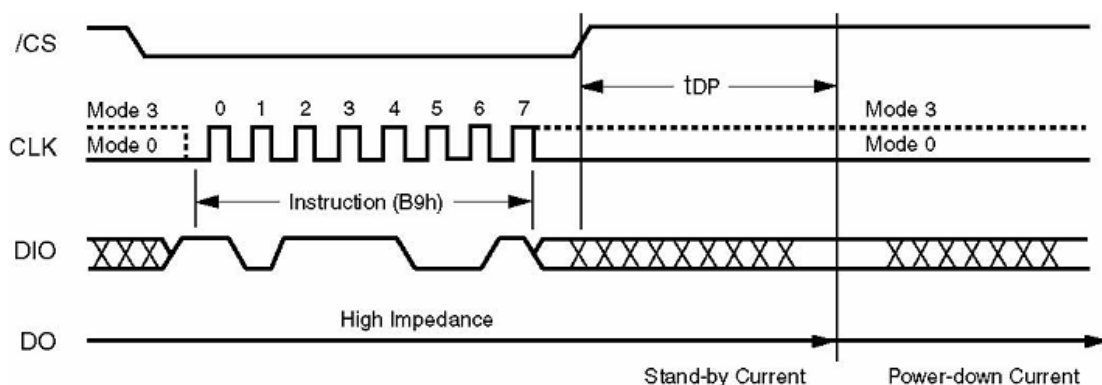 /CS
tDP
Mode 3 0 1 2 3 4 5 6 7 Mode 3
CLK
Mode 0 Mode 0
Instruction (B9h)
DIO
High Impedance
DO
Stand-by Current Power-down Current